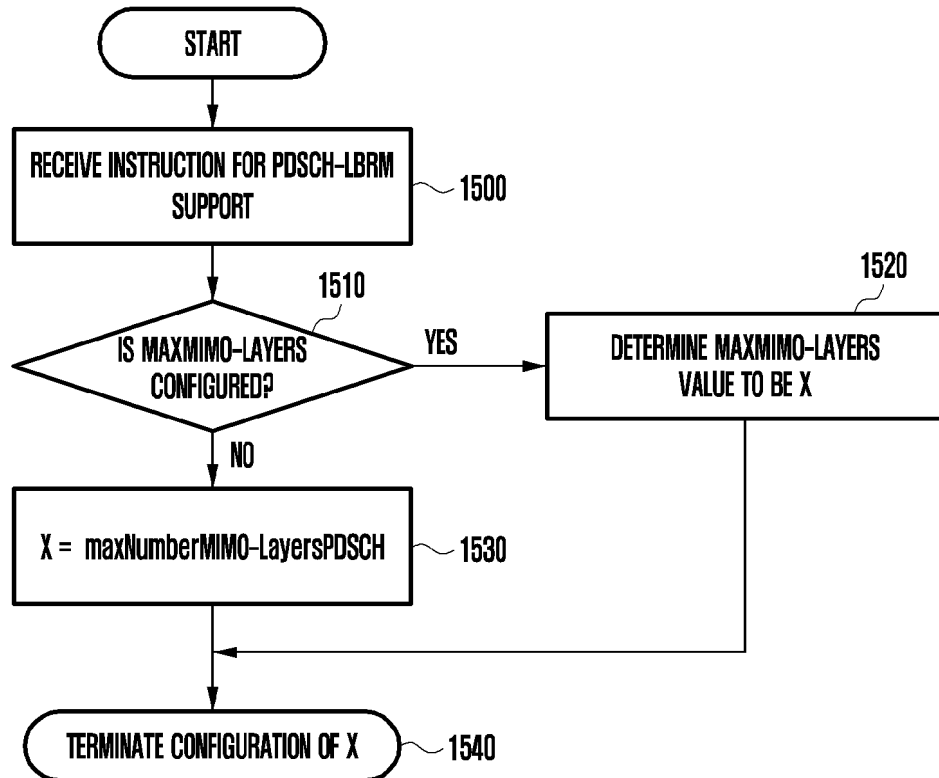 START
RECEIVE INSTRUCTION FOR PDSCH-LBRM
SUPPORT
1500
1510
IS MAXMIMO-LAYERS
CONFIGURED?
YES
1520
DETERMINE MAXMIMO-LAYERS
VALUE TO BE X
NO
X = maxNumberMIMO-LayersPDSCH
1530
TERMINATE CONFIGURATION OF X
1540